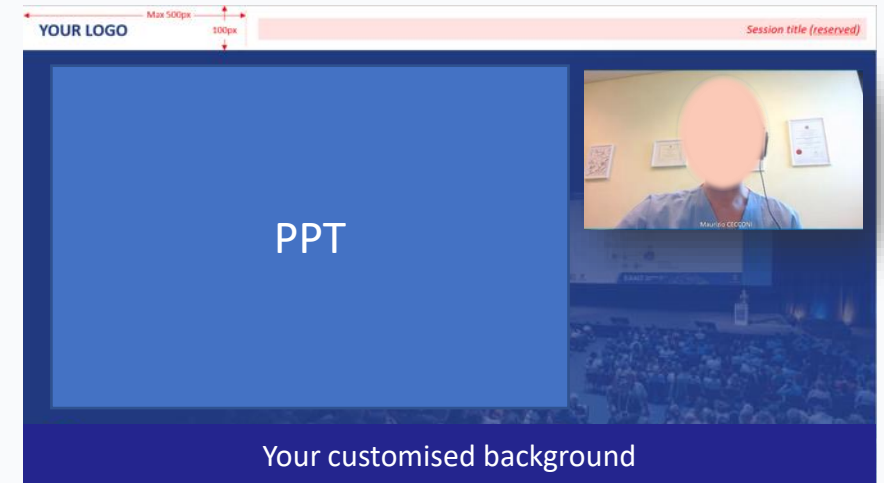 Max 500px
YOUR LOGO
100px
Session title (reserved)
PPT
Maurizio CECCONI
Your customised background